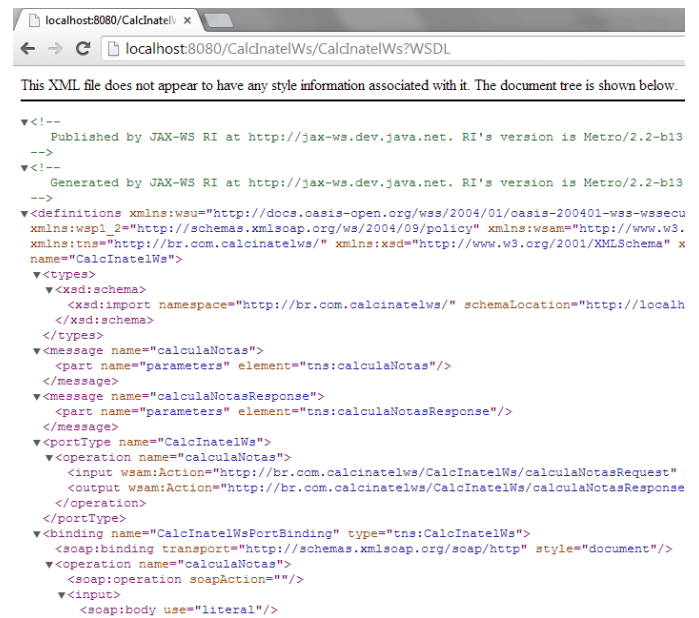 localhost:8080/CalcInatelW ×
localhost:8080/CalcInatelWs/CalcInatelWs?WSDL
This XML file does not appear to have any style information associated with it. The document tree is shown below.
▼<!--
Published by JAX-WS RI at http://jax-ws.dev.java.net. RI's version is Metro/2.2-b13
-->
▼<!--
Generated by JAX-WS RI at http://jax-ws.dev.java.net. RI's version is Metro/2.2-b13
-->
▼<definitions xmlns:wsu="http://docs.oasis-open.org/wss/2004/01/oasis-200401-wss-wssecu
xmlns:wsp1_2="http://schemas.xmlsoap.org/ws/2004/09/policy" xmlns:wsam="http://www.w3.
xmlns:tns="http://br.com.calcinatelws/" xmlns:xsd="http://www.w3.org/2001/XMLSchema" x
name="CalcInatelWs">
▼<types>
▼<xsd:schema>
<xsd:import namespace="http://br.com.calcinatelws/" schemaLocation="http://localh
</xsd:schema>
</types>
▼<message name="calculaNotas">
<part name="parameters" element="tns:calculaNotas"/>
</message>
▼<message name="calculaNotasResponse">
<part name="parameters" element="tns:calculaNotasResponse"/>
</message>
▼<portType name="CalcInatelWs">
▼<operation name="calculaNotas">
<input wsam:Action="http://br.com.calcinatelws/CalcInatelWs/calculaNotasRequest"
<output wsam:Action="http://br.com.calcinatelws/CalcInatelWs/calculaNotasResponse
</operation>
</portType>
▼<binding name="CalcInatelWsPortBinding" type="tns:CalcInatelWs">
<soap:binding transport="http://schemas.xmlsoap.org/soap/http" style="document"/>
▼<operation name="calculaNotas">
<soap:operation soapAction=""/>
▼<input>
<soap:body use="literal"/>